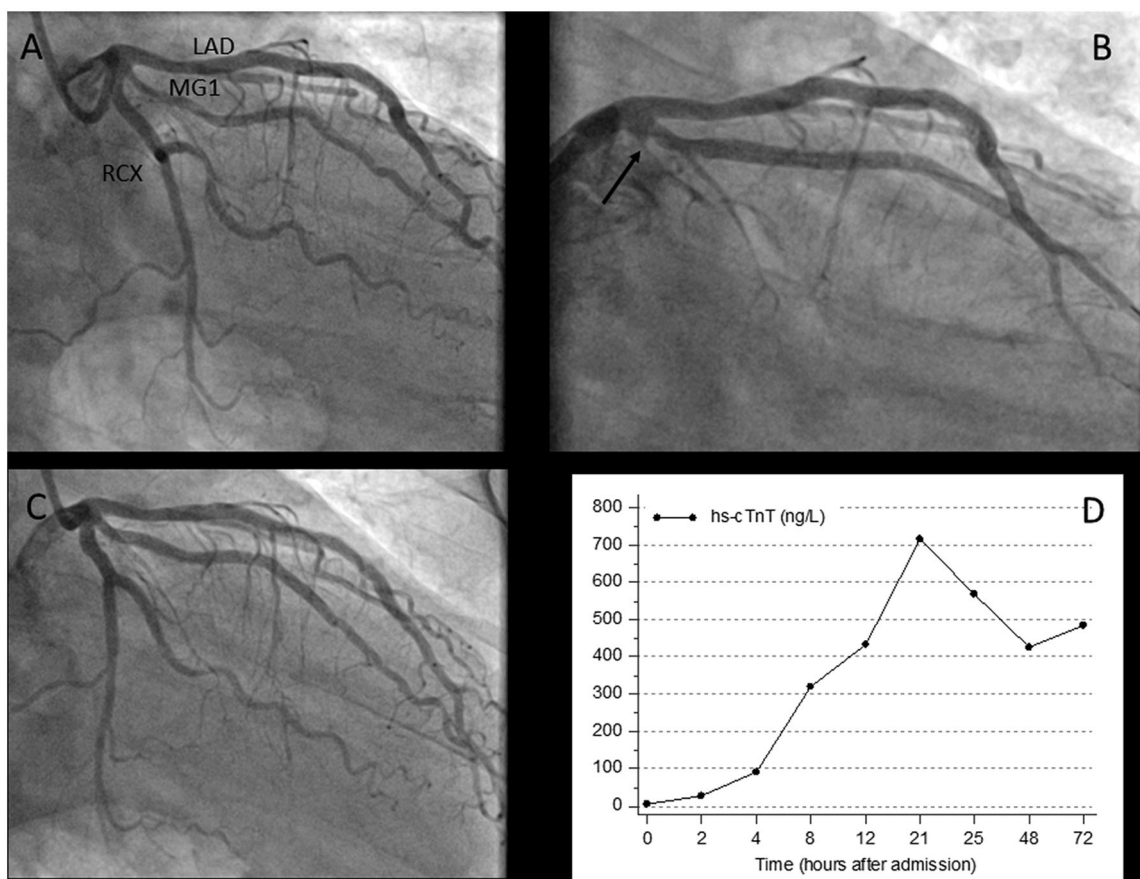 A
LAD
MG1
RCX
B
C
D
hs-cTnT (ng/L)
800
700
600
500
400
300
200
100
0
0 2 4 8 12 21 25 48 72
Time (hours after admission)